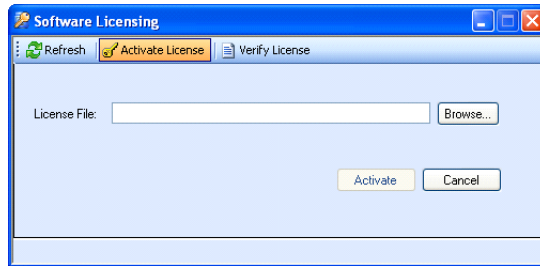 Software Licensing
Refresh Activate License Verify License
License File: Browse...
Activate Cancel